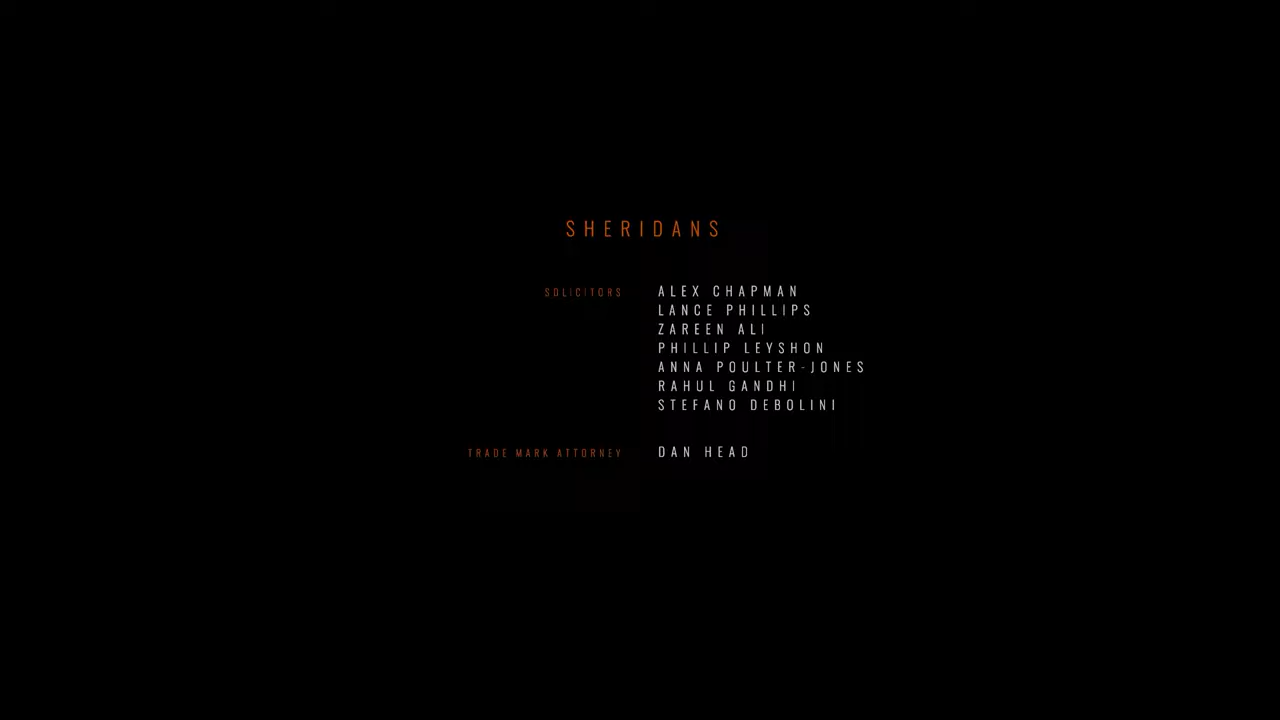 SHERIDANS
SOLICITORS ALEX CHAPMAN
LANCE PHILLIPS
ZAREEN ALI
PHILLIP LEYSHON
ANNA POULTER-JONES
RAHUL GANDHI
STEFANO DEBOLINI
TRADE MARK ATTORNEY DAN HEAD